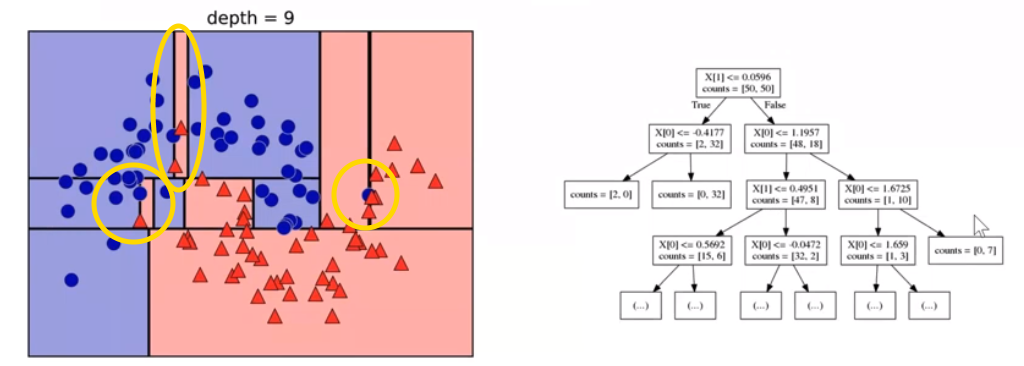 depth = 9
X[1] <= 0.0596
counts = [50, 50]
True
False
X[0] <= -0.4177
counts = [2, 32]
X[0] <= 1.1957
counts = [48, 18]
counts = [2, 0]
counts = [0, 32]
X[1] <= 0.4951
counts = [47, 8]
X[0] <= 1.6725
counts = [1, 10]
X[0] <= 0.5692
counts = [15, 6]
X[0] <= -0.0472
counts = [32, 2]
X[0] <= 1.659
counts = [1, 3]
counts = [0, 7]
(...)
(...)
(...)
(...)
(...)
(...)